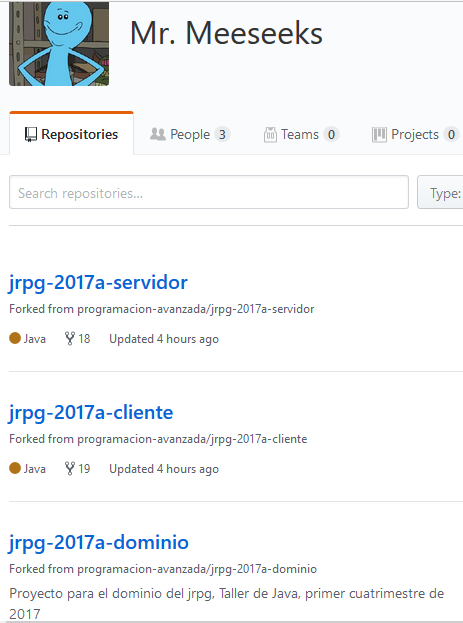 Mr. Meeseeks
Repositories People 3 Teams 0 Projects 0
Search repositories... Type:
jrpg-2017a-servidor
Forked from programacion-avanzada/jrpg-2017a-servidor
Java 18 Updated 4 hours ago
jrpg-2017a-cliente
Forked from programacion-avanzada/jrpg-2017a-cliente
Java 19 Updated 4 hours ago
jrpg-2017a-dominio
Forked from programacion-avanzada/jrpg-2017a-dominio
Proyecto para el dominio del jrpg, Taller de Java, primer cuatrimestre de
2017